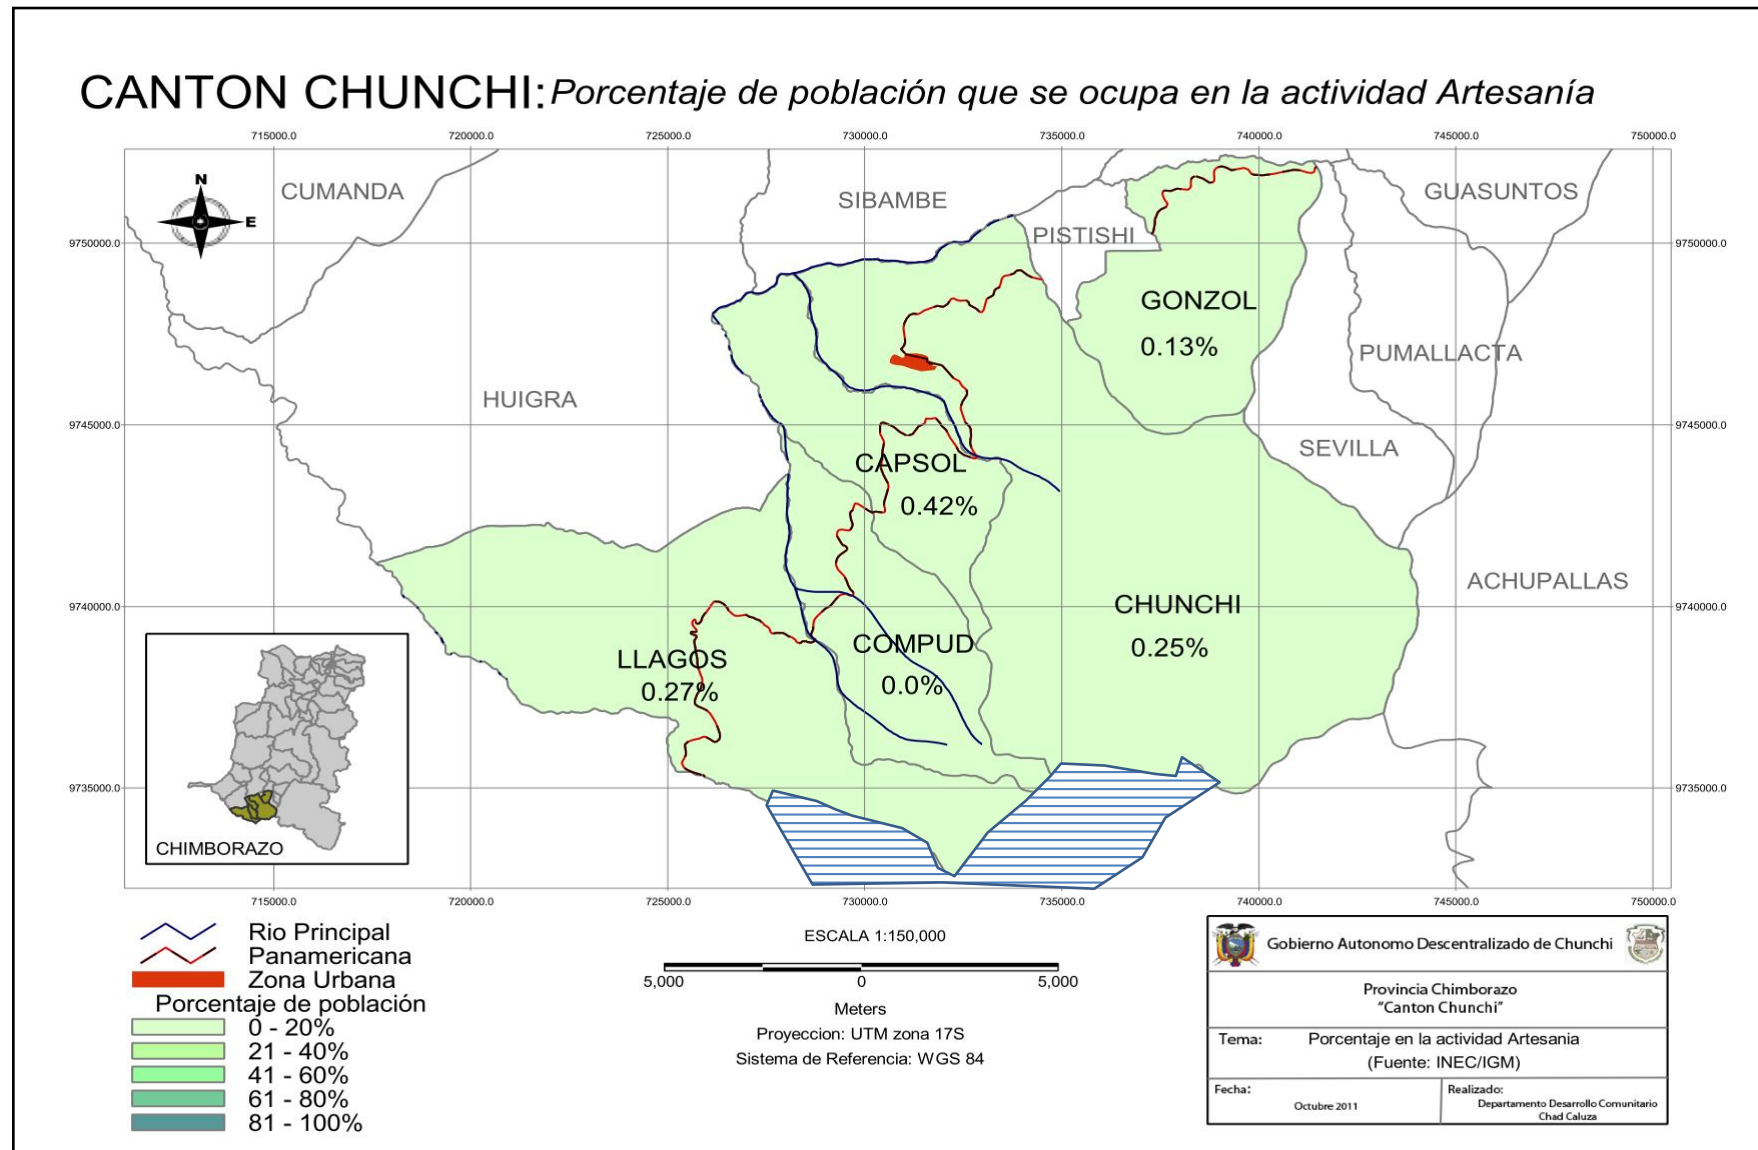 CANTON CHUNCHI: Porcentaje de población que se ocupa en la actividad Artesanía
715000.0 720000.0 725000.0 730000.0 735000.0 740000.0 745000.0 750000.0
N
E
CUMANDA
SIBAMBE
GUASUNTOS
PISTISHI
9750000.0 9750000.0
GONZOL
0.13%
PUMALLACTA
HUIGRA
9745000.0 9745000.0
SEVILLA
CAPSOL
0.42%
ACHUPALLAS
9740000.0 9740000.0
CHUNCHI
0.25%
COMPUD
0.0%
LLAGOS
0.27%
9735000.0 9735000.0
CHIMBORAZO
715000.0 720000.0 725000.0 730000.0 735000.0 740000.0 745000.0 750000.0
Rio Principal
Panamericana
Zona Urbana
Porcentaje de población
0 - 20%
21 - 40%
41 - 60%
61 - 80%
81 - 100%
ESCALA 1:150,000
5,000 0 5,000
Meters
Proyeccion: UTM zona 17S
Sistema de Referencia: WGS 84
Gobierno Autonomo Descentralizado de Chunchi
Provincia Chimborazo
“Canton Chunchi”
Tema: Porcentaje en la actividad Artesania
(Fuente: INEC/IGM)
Fecha:
Octubre 2011
Realizado:
Departamento Desarrollo Comunitario
Chad Caluza